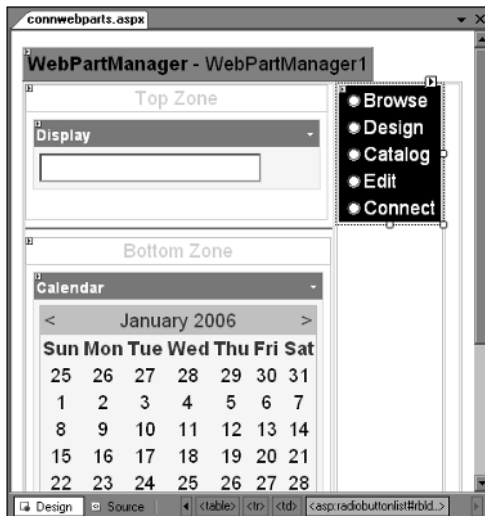 connwebparts.aspx
WebPartManager - WebPartManager1
Top Zone
Display
Browse
Design
Catalog
Edit
Connect
Bottom Zone
Calendar
< January 2006 >
Sun Mon Tue Wed Thu Fri Sat
25 26 27 28 29 30 31
1 2 3 4 5 6 7
8 9 10 11 12 13 14
15 16 17 18 19 20 21
22 23 24 25 26 27 28
Design Source <table> <tr> <td> <asp:radiobuttonlist#rbld..>